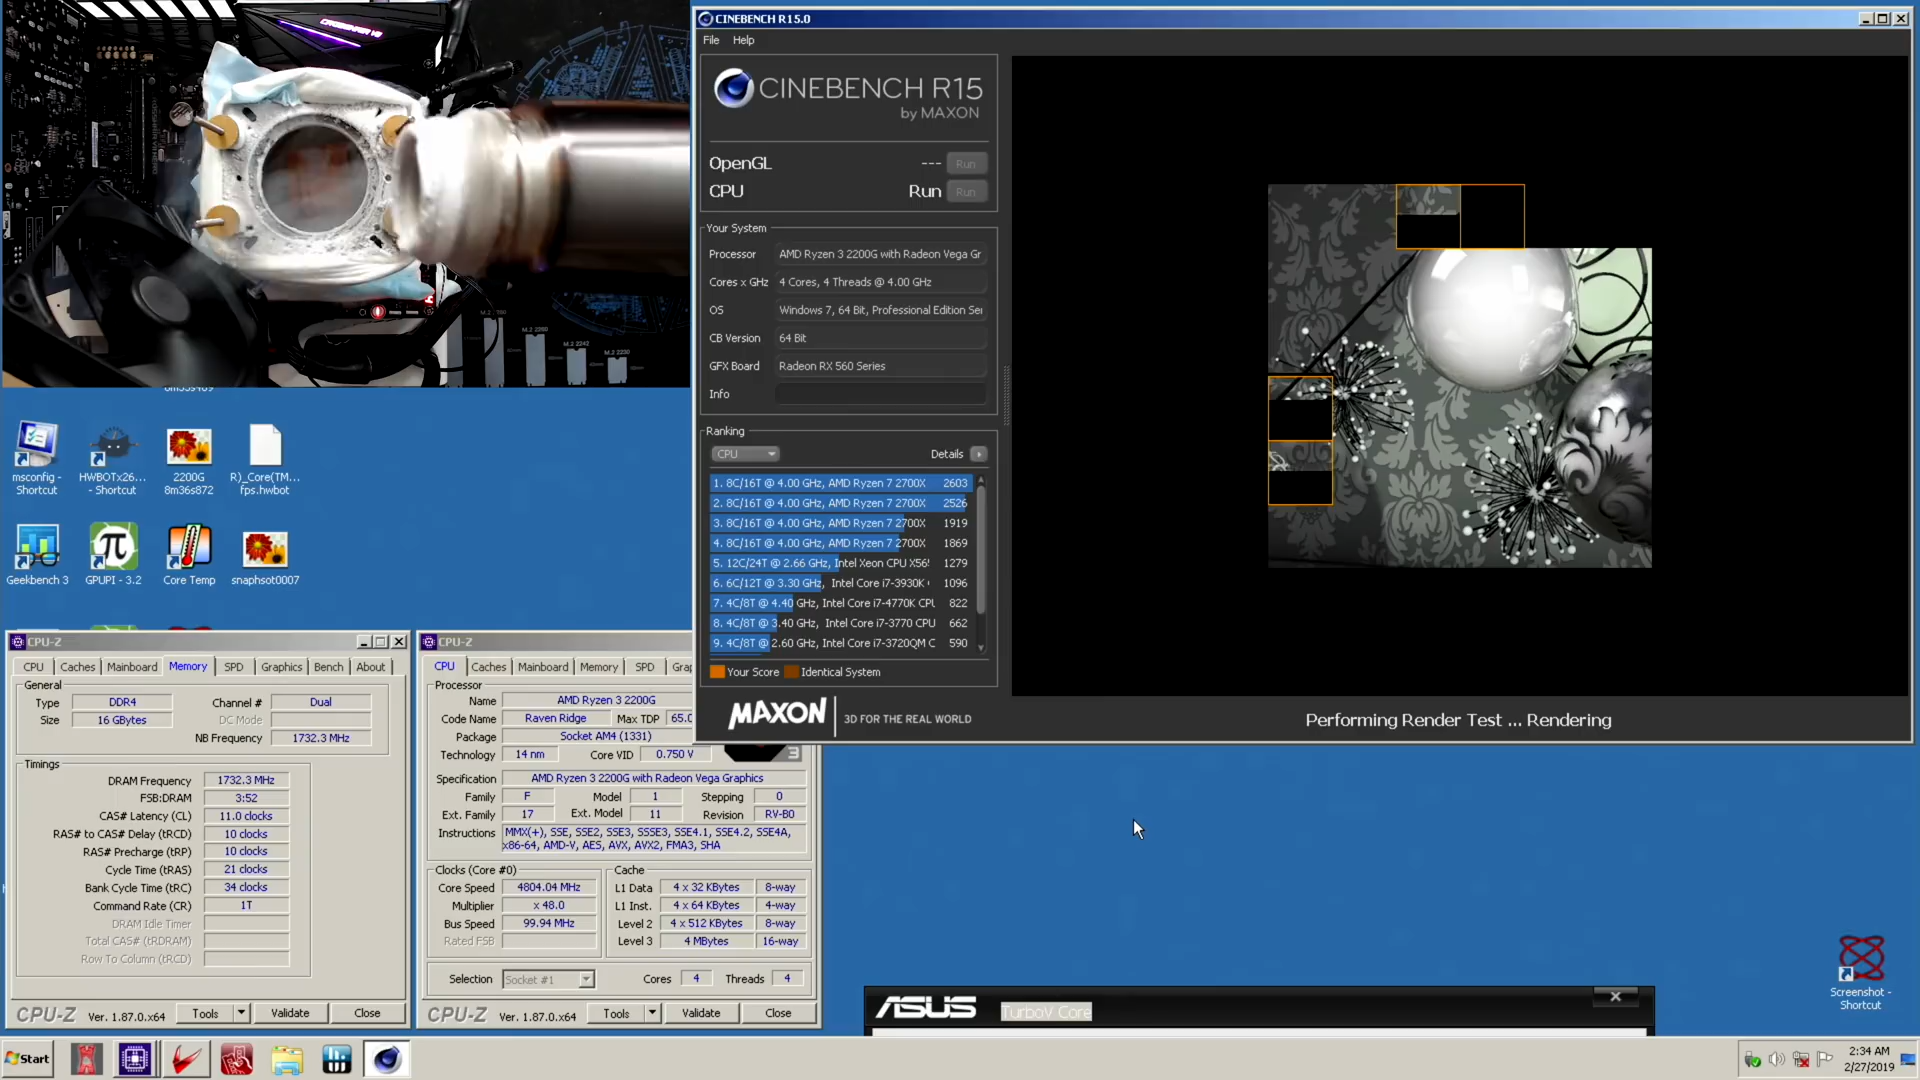 CINEBENCH R15.0
File Help
CINEBENCH R15
by MAXON
OpenGL --- Run
CPU Run Run
Your System
Processor AMD Ryzen 3 2200G with Radeon Vega Gr
Cores x GHz 4 Cores, 4 Threads @ 4.00 GHz
OS Windows 7, 64 Bit, Professional Edition Ser
CB Version 64 Bit
GFX Board Radeon RX 560 Series
Info
Ranking
CPU Details
1. 8C/16T @ 4.00 GHz, AMD Ryzen 7 2700X 2603
2. 8C/16T @ 4.00 GHz, AMD Ryzen 7 2700X 2526
3. 8C/16T @ 4.00 GHz, AMD Ryzen 7 2700X 1919
4. 8C/16T @ 4.00 GHz, AMD Ryzen 7 2700X 1869
5. 12C/24T @ 2.66 GHz, Intel Xeon CPU X56 1279
6. 6C/12T @ 3.30 GHz, Intel Core i7-3930K 1096
7. 4C/8T @ 4.40 GHz, Intel Core i7-4770K CPU 822
8. 4C/8T @ 3.40 GHz, Intel Core i7-3770 CPU 662
9. 4C/8T @ 2.60 GHz, Intel Core i7-3720QM C 590
Your Score Identical System
MAXON 3D FOR THE REAL WORLD
Performing Render Test ... Rendering
M.2 2260
M.2 2242
M.2 2230
8m35s469
msconfig - Shortcut
HWBOTx26... - Shortcut
2200G 8m36s872
R)_Core(TM... fps.hwbot
Geekbench 3
GPUPI - 3.2
Core Temp
snaphsot0007
CPU-Z
CPU Caches Mainboard Memory SPD Graphics Bench About
General
Type DDR4 Channel # Dual
Size 16 GBytes DC Mode
NB Frequency 1732.3 MHz
Timings
DRAM Frequency 1732.3 MHz
FSB:DRAM 3:52
CAS# Latency (CL) 11.0 clocks
RAS# to CAS# Delay (tRCD) 10 clocks
RAS# Precharge (tRP) 10 clocks
Cycle Time (tRAS) 21 clocks
Bank Cycle Time (tRC) 34 clocks
Command Rate (CR) 1T
DRAM Idle Timer
Total CAS# (tRDRAM)
Row To Column (tRCD)
CPU-Z Ver. 1.87.0.x64 Tools Validate Close
CPU-Z
CPU Caches Mainboard Memory SPD Gra
Processor
Name AMD Ryzen 3 2200G
Code Name Raven Ridge Max TDP 65.0
Package Socket AM4 (1331)
Technology 14 nm Core VID 0.750 V
3
Specification AMD Ryzen 3 2200G with Radeon Vega Graphics
Family F Model 1 Stepping 0
Ext. Family 17 Ext. Model 11 Revision RV-B0
Instructions MMX(+), SSE, SSE2, SSE3, SSSE3, SSE4.1, SSE4.2, SSE4A,
x86-64, AMD-V, AES, AVX, AVX2, FMA3, SHA
Clocks (Core #0)
Core Speed 4804.04 MHz
Multiplier x 48.0
Bus Speed 99.94 MHz
Rated FSB
Cache
L1 Data 4 x 32 KBytes 8-way
L1 Inst. 4 x 64 KBytes 4-way
Level 2 4 x 512 KBytes 8-way
Level 3 4 MBytes 16-way
Selection Socket #1 Cores 4 Threads 4
CPU-Z Ver. 1.87.0.x64 Tools Validate Close
ASUS TurboV Core
Screenshot - Shortcut
Start
2:34 AM
2/27/2019